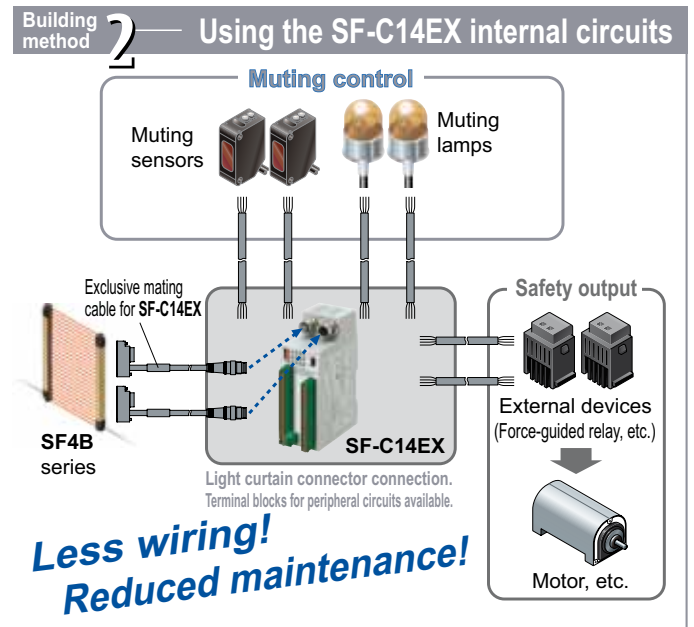 Building
method
2
Using the SF-C14EX internal circuits
Muting control
Muting
sensors
Muting
lamps
Exclusive mating
cable for SF-C14EX
SF4B
series
SF-C14EX
Light curtain connector connection.
Terminal blocks for peripheral circuits available.
Safety output
External devices
(Force-guided relay, etc.)
Motor, etc.
Less wiring!
Reduced maintenance!